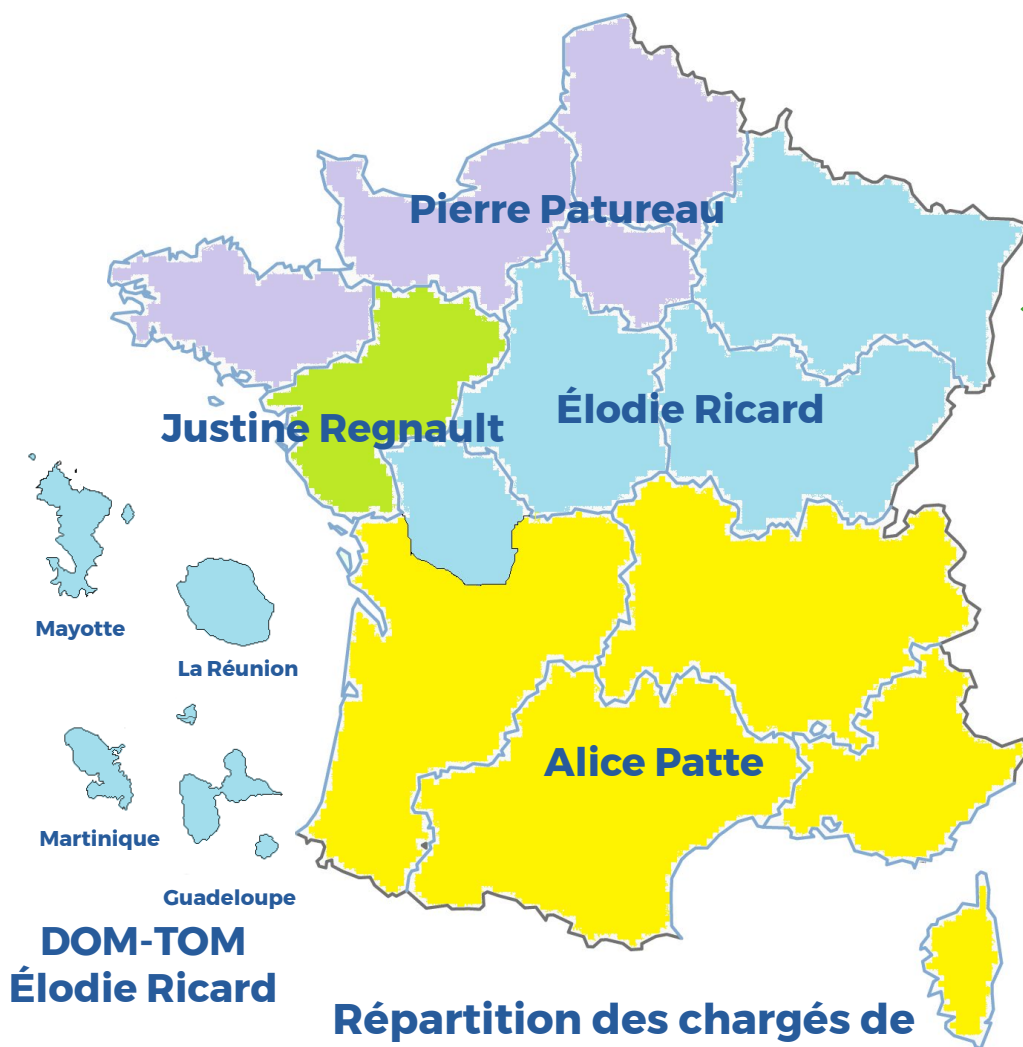 Pierre Patureau
Élodie Ricard
Justine Regnault
Mayotte
La Réunion
Alice Patte
Martinique
Guadeloupe
DOM-TOM
Élodie Ricard
Répartition des chargés de